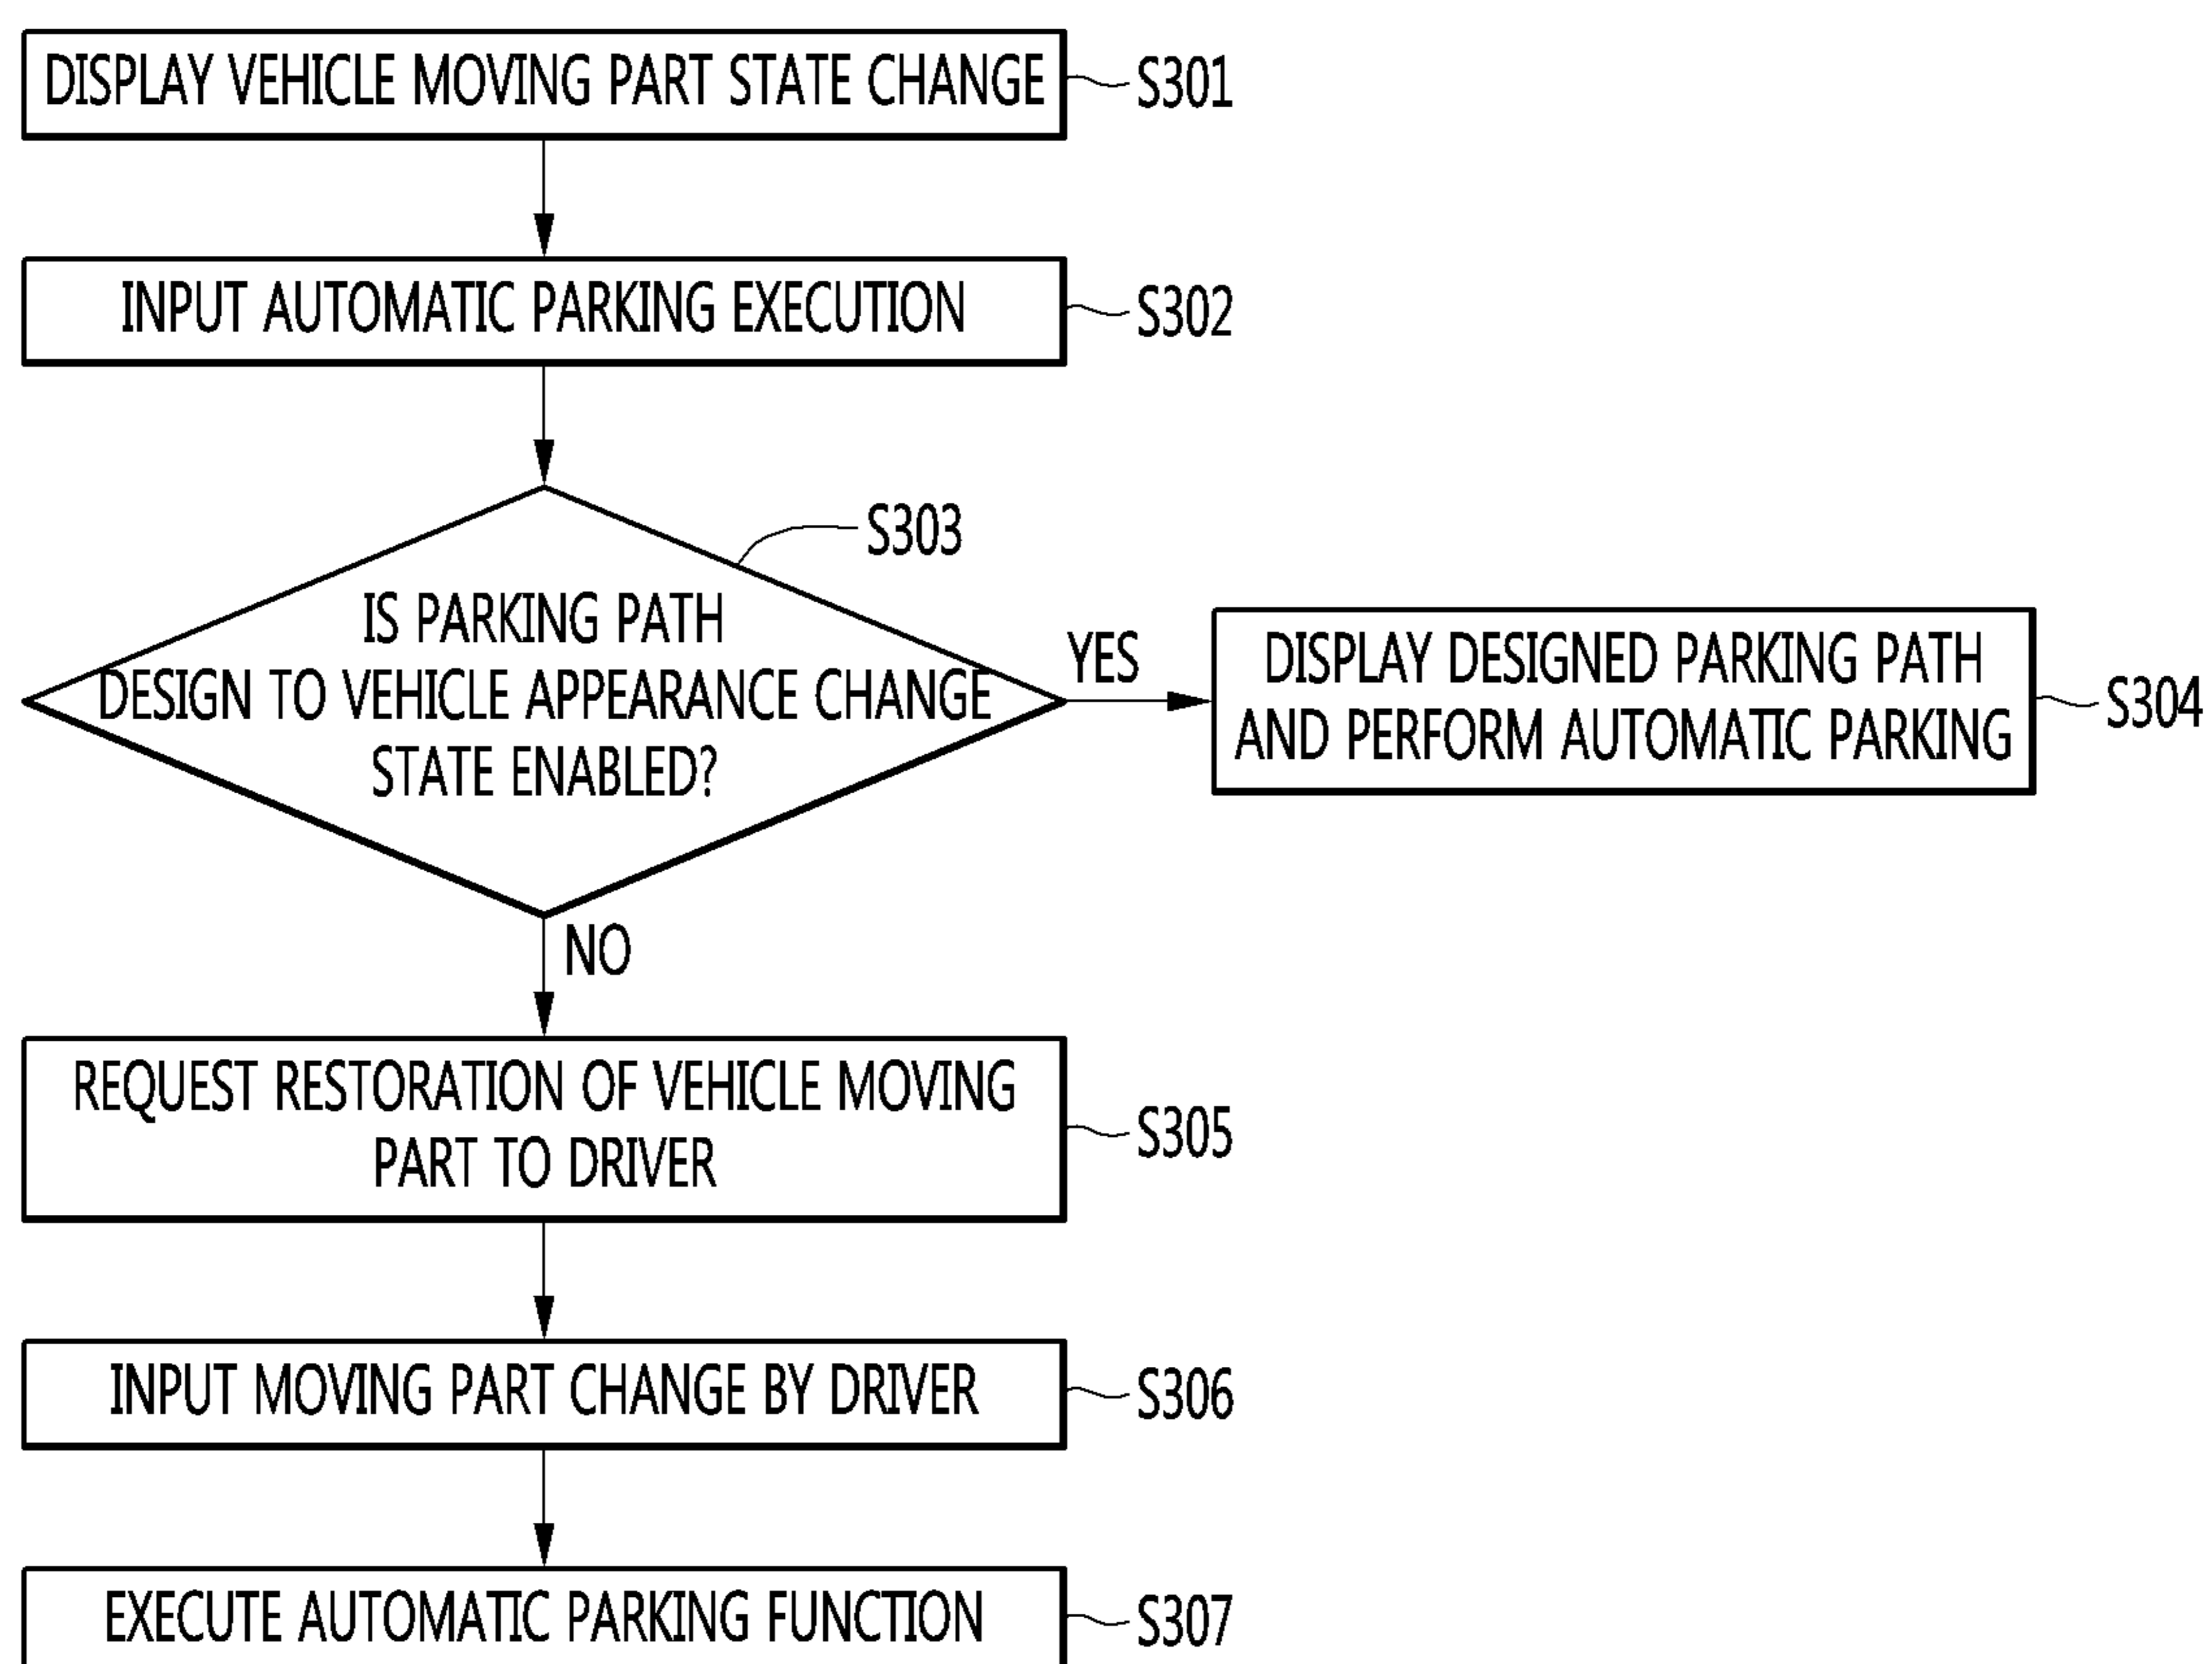 DISPLAY VEHICLE MOVING PART STATE CHANGE
S301
INPUT AUTOMATIC PARKING EXECUTION
S302
S303
IS PARKING PATH
DESIGN TO VEHICLE APPEARANCE CHANGE
STATE ENABLED?
YES
DISPLAY DESIGNED PARKING PATH
AND PERFORM AUTOMATIC PARKING
S304
NO
REQUEST RESTORATION OF VEHICLE MOVING
PART TO DRIVER
S305
INPUT MOVING PART CHANGE BY DRIVER
S306
EXECUTE AUTOMATIC PARKING FUNCTION
S307